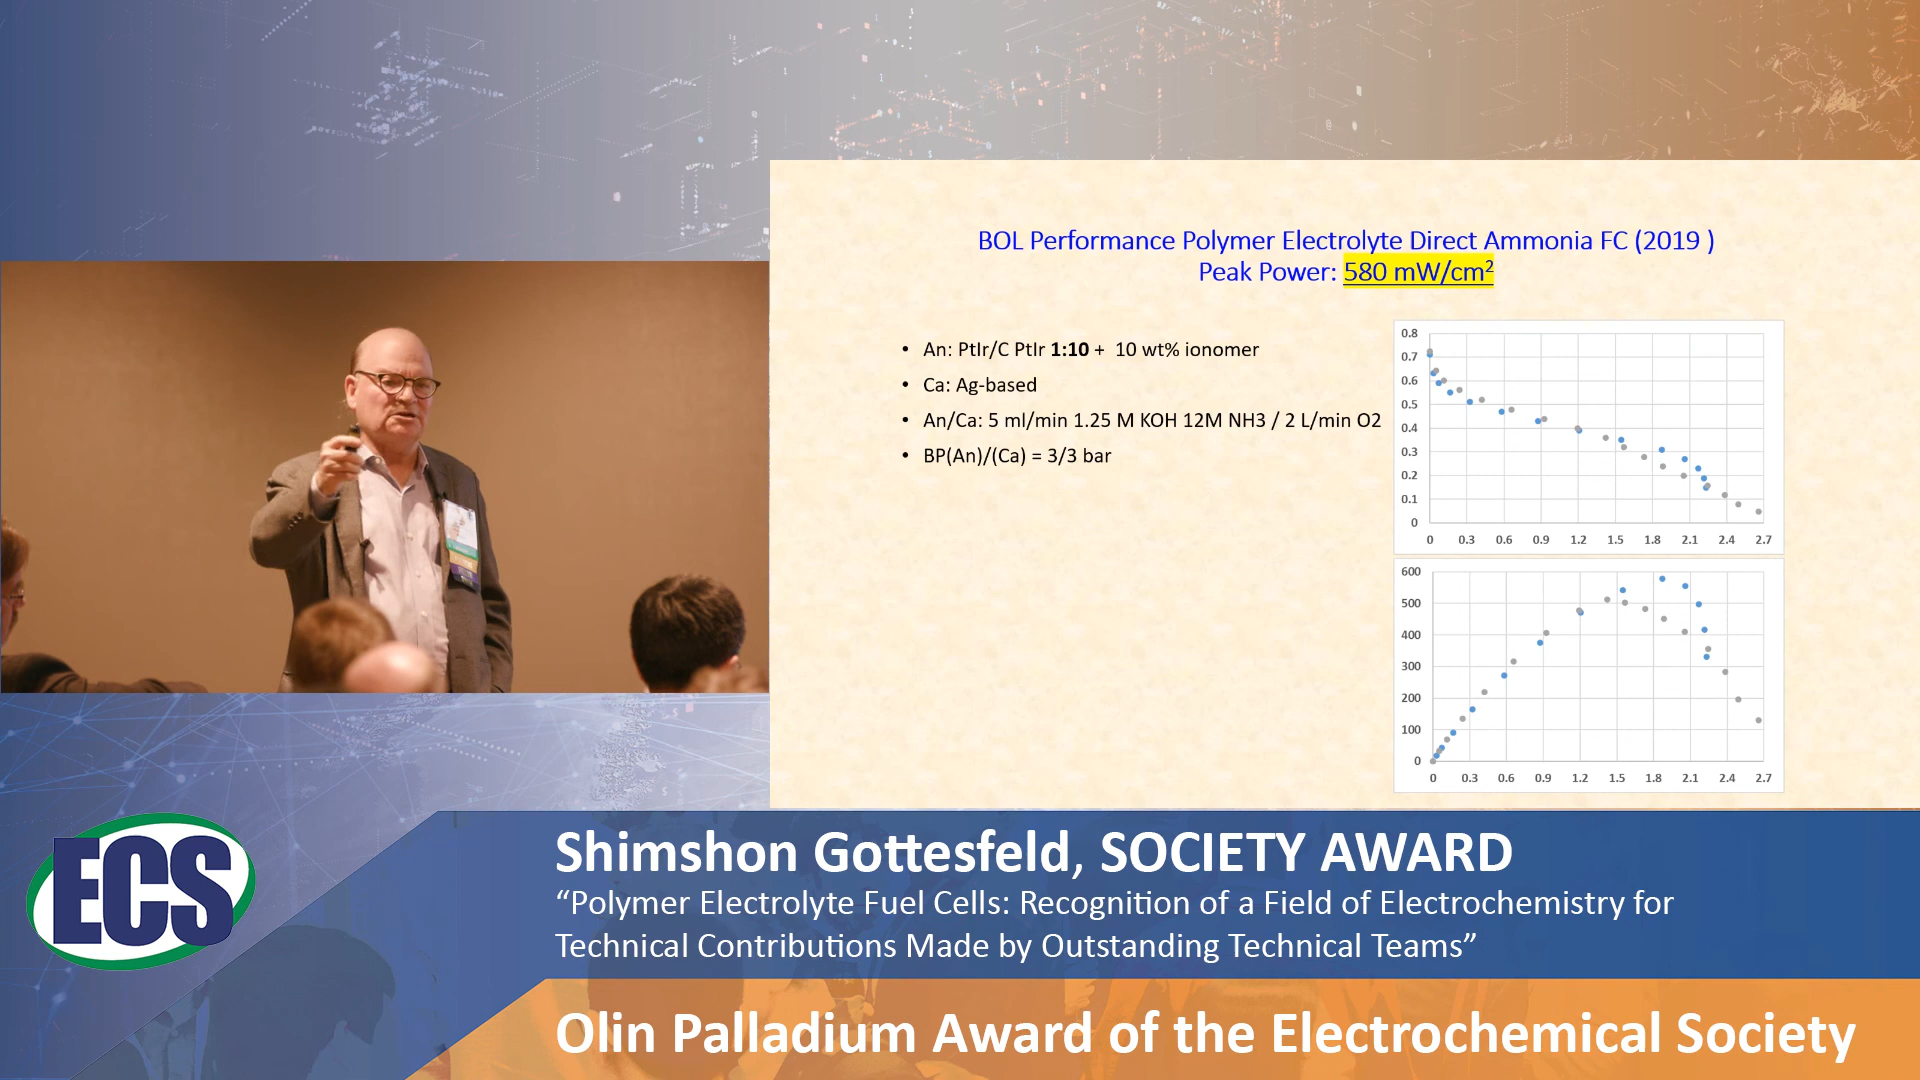 BOL Performance Polymer Electrolyte Direct Ammonia FC (2019 )
Peak Power: 580 mW/cm²
• An: PtIr/C PtIr 1:10 + 10 wt% ionomer
• Ca: Ag-based
• An/Ca: 5 ml/min 1.25 M KOH 12M NH3 / 2 L/min O2
• BP(An)/(Ca) = 3/3 bar
0.8
0.7
0.6
0.5
0.4
0.3
0.2
0.1
0
0 0.3 0.6 0.9 1.2 1.5 1.8 2.1 2.4 2.7
600
500
400
300
200
100
0
0 0.3 0.6 0.9 1.2 1.5 1.8 2.1 2.4 2.7
ECS
Shimshon Gottesfeld, SOCIETY AWARD
“Polymer Electrolyte Fuel Cells: Recognition of a Field of Electrochemistry for
Technical Contributions Made by Outstanding Technical Teams”
Olin Palladium Award of the Electrochemical Society